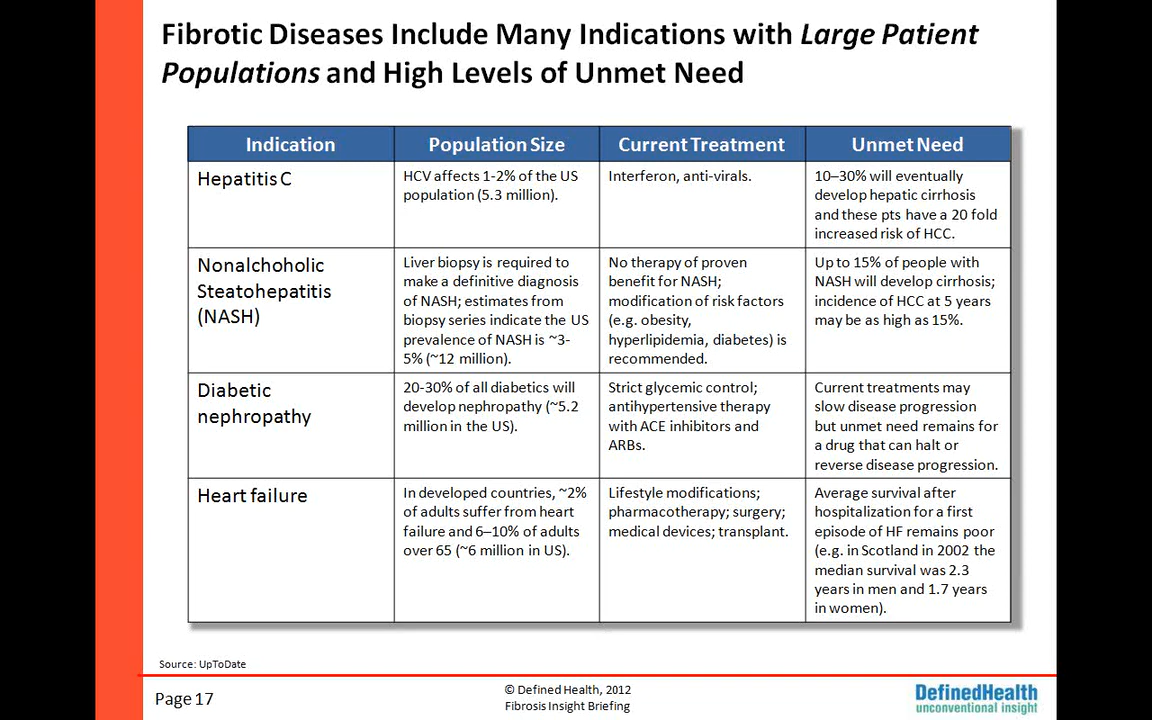 Fibrotic Diseases Include Many Indications with Large Patient
Populations and High Levels of Unmet Need
Indication
Population Size
Current Treatment
Unmet Need
Hepatitis C
HCV affects 1-2% of the US
population (5.3 million).
Interferon, anti-virals.
10–30% will eventually
develop hepatic cirrhosis
and these pts have a 20 fold
increased risk of HCC.
Nonalchoholic
Steatohepatitis
(NASH)
Liver biopsy is required to
make a definitive diagnosis
of NASH; estimates from
biopsy series indicate the US
prevalence of NASH is ~3-
5% (~12 million).
No therapy of proven
benefit for NASH;
modification of risk factors
(e.g. obesity,
hyperlipidemia, diabetes) is
recommended.
Up to 15% of people with
NASH will develop cirrhosis;
incidence of HCC at 5 years
may be as high as 15%.
Diabetic
nephropathy
20-30% of all diabetics will
develop nephropathy (~5.2
million in the US).
Strict glycemic control;
antihypertensive therapy
with ACE inhibitors and
ARBs.
Current treatments may
slow disease progression
but unmet need remains for
a drug that can halt or
reverse disease progression.
Heart failure
In developed countries, ~2%
of adults suffer from heart
failure and 6–10% of adults
over 65 (~6 million in US).
Lifestyle modifications;
pharmacotherapy; surgery;
medical devices; transplant.
Average survival after
hospitalization for a first
episode of HF remains poor
(e.g. in Scotland in 2002 the
median survival was 2.3
years in men and 1.7 years
in women).
Source: UpToDate
Page 17
© Defined Health, 2012
Fibrosis Insight Briefing
DefinedHealth
unconventional insight